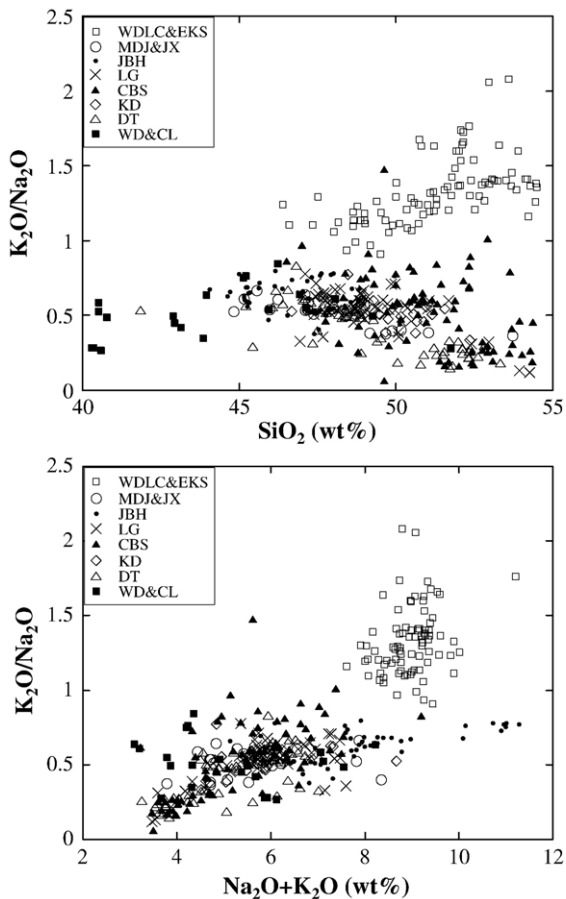 2.5
2
1.5
1
0.5
0
K₂O/Na₂O
WDLC&EKS
MDJ&JX
JBH
LG
CBS
KD
DT
WD&CL
40 45 50 55
SiO₂ (wt%)
2.5
2
1.5
1
0.5
0
K₂O/Na₂O
WDLC&EKS
MDJ&JX
JBH
LG
CBS
KD
DT
WD&CL
2 4 6 8 10 12
Na₂O+K₂O (wt%)